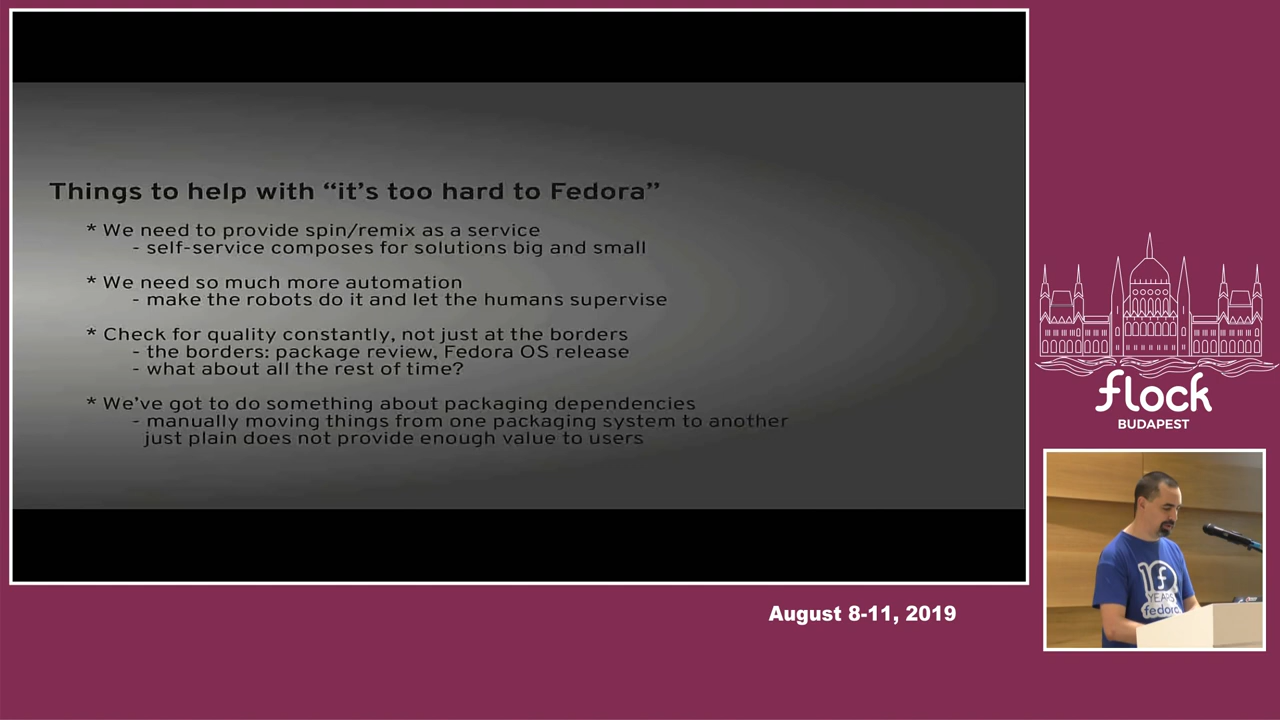 Things to help with “it’s too hard to Fedora”
* We need to provide spin/remix as a service
- self-service composes for solutions big and small
* We need so much more automation
- make the robots do it and let the humans supervise
* Check for quality constantly, not just at the borders
- the borders: package review, Fedora OS release
- what about all the rest of time?
* We’ve got to do something about packaging dependencies
- manually moving things from one packaging system to another
just plain does not provide enough value to users
flock
BUDAPEST
10
YEARS
fedora
August 8-11, 2019